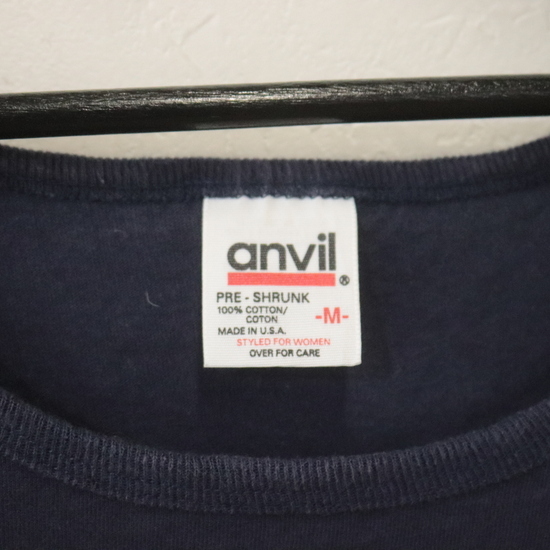 anvil®
PRE - SHRUNK
100% COTTON/
COTON
-M-
MADE IN U.S.A.
STYLED FOR WOMEN
OVER FOR CARE